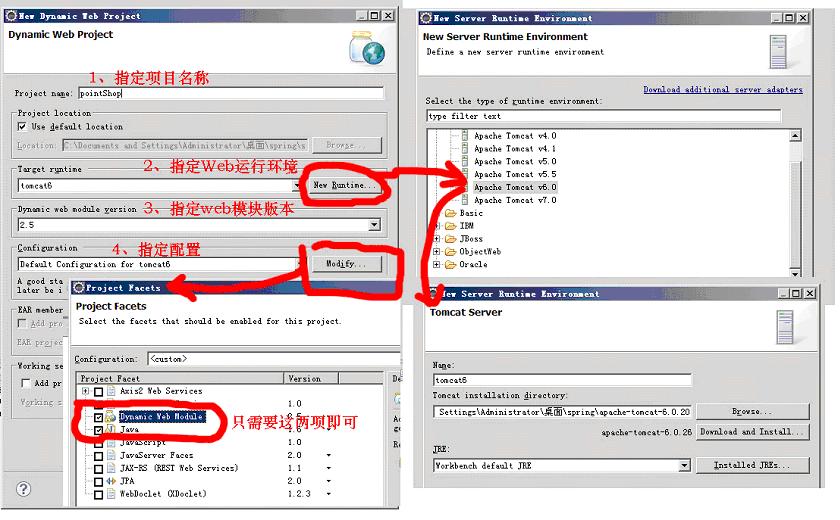 New Dynamic Web Project
Dynamic Web Project
1、指定项目名称
Project name: pointShop
Project location
Use default location
Location: C:\Documents and Settings\Administrator\桌面\spring\s Browse...
Target runtime
2、指定Web运行环境
tomcat6 New Runtime...
Dynamic web module version
3、指定web模块版本
2.5
Configuration
4、指定配置
Default Configuration for tomcat6 Modify...
A good sta
later be i
EAR member
Add pro
EAR projec
Working se
Add pr
Working s
Project Facets
Project Facets
Select the facets that should be enabled for this project.
Configuration: <custom>
Project Facet Version De
Axis2 Web Services
1.0
Dynamic Web Module 2.5
Java
只需要这两项即可
JavaScript 1.0
JavaServer Faces 2.0
JAX-RS (REST Web Services) 1.1
JPA 2.0
WebDoclet (XDoclet) 1.2.3
New Server Runtime Environment
New Server Runtime Environment
Define a new server runtime environment
Download additional server adapters
Select the type of runtime environment:
type filter text
Apache Tomcat v4.0
Apache Tomcat v4.1
Apache Tomcat v5.0
Apache Tomcat v5.5
Apache Tomcat v6.0
Apache Tomcat v7.0
Basic
IBM
JBoss
ObjectWeb
Oracle
New Server Runtime Environment
Tomcat Server
Name:
tomcat6
Tomcat installation directory:
Settings\Administrator\桌面\spring\apache-tomcat-6.0.20 Browse...
apache-tomcat-6.0.26 Download and Install...
JRE:
Workbench default JRE Installed JREs...